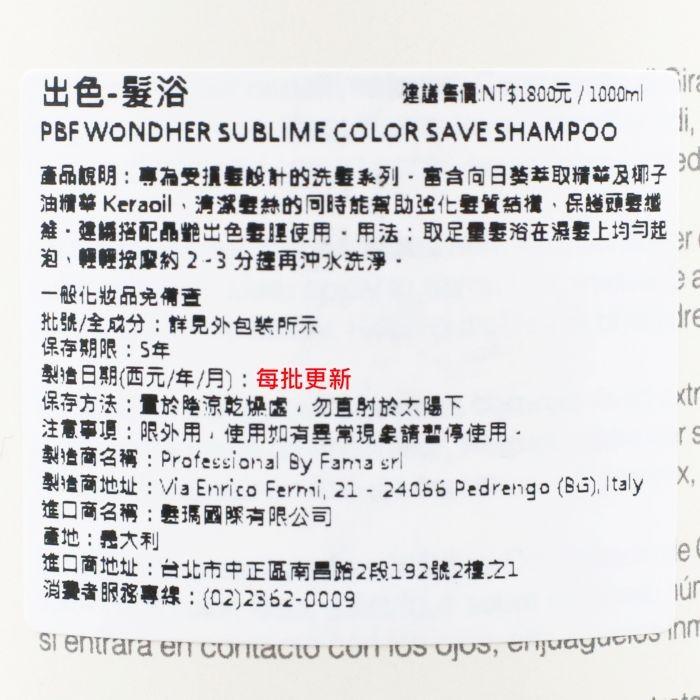 出色-髮浴 建議售價:NT$1800元 / 1000ml
PBF WONDHER SUBLIME COLOR SAVE SHAMPOO
產品說明：專為受損髮設計的洗髮系列。富含向日葵萃取精華及椰子
油精華 Keraoil，清潔髮絲的同時能幫助強化髮質結構，保護頭髮纖
維。建議搭配晶艷出色髮膜使用。用法：取足量髮浴在濕髮上均勻起
泡，輕輕按摩約 2-3 分鐘再沖水洗淨。
一般化妝品免備查
批號/全成分：詳見外包裝所示
保存期限：5年
製造日期(西元/年/月)：每批更新
保存方法：置於陰涼乾燥處，勿直射於太陽下
注意事項：限外用，使用如有異常現象請暫停使用。
製造商名稱：Professional By Fama srl
製造商地址：Via Enrico Fermi, 21 - 24066 Pedrengo (BG), Italy
進口商名稱：髮瑪國際有限公司
產地：義大利
進口商地址：台北市中正區南昌路2段192號2樓之1
消費者服務專線：(02)2362-0009
si entrara en contacto con los ojos, enjuáguelos